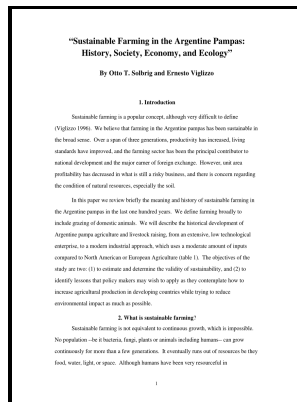 “Sustainable Farming in the Argentine Pampas:
History, Society, Economy, and Ecology”
By Otto T. Solbrig and Ernesto Viglizzo
1. Introduction
Sustainable farming is a popular concept, although very difficult to define
(Viglizzo 1996). We believe that farming in the Argentine pampas has been sustainable in
the broad sense. Over a span of three generations, productivity has increased, living
standards have improved, and the farming sector has been the principal contributor to
national development and the major earner of foreign exchange. However, unit area
profitability has decreased in what is still a risky business, and there is concern regarding
the condition of natural resources, especially the soil.
In this paper we review briefly the meaning and history of sustainable farming in
the Argentine pampas in the last one hundred years. We define farming broadly to
include grazing of domestic animals. We will describe the historical development of
Argentine pampa agriculture and livestock raising, from an extensive, low technological
enterprise, to a modern industrial approach, which uses a moderate amount of inputs
compared to North American or European Agriculture (table 1). The objectives of the
study are two: (1) to estimate and determine the validity of sustainability, and (2) to
identify lessons that policy makers may wish to apply as they contemplate how to
increase agricultural production in developing countries while trying to reduce
environmental impact as much as possible.
2. What is sustainable farming?
Sustainable farming is not equivalent to continuous growth, which is impossible.
No population –be it bacteria, fungi, plants or animals including humans-- can grow
continuously for more than a few generations. It eventually runs out of resources be they
food, water, light, or space. Although humans have been very resourceful in
1